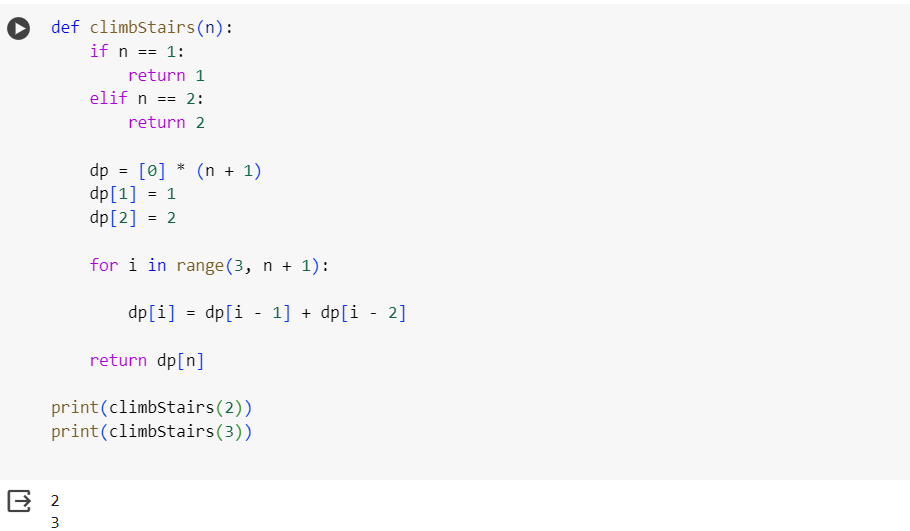 def climbStairs(n):
    if n == 1:
        return 1
    elif n == 2:
        return 2

    dp = [0] * (n + 1)
    dp[1] = 1
    dp[2] = 2

    for i in range(3, n + 1):

        dp[i] = dp[i - 1] + dp[i - 2]

    return dp[n]

print(climbStairs(2))
print(climbStairs(3))

2
3